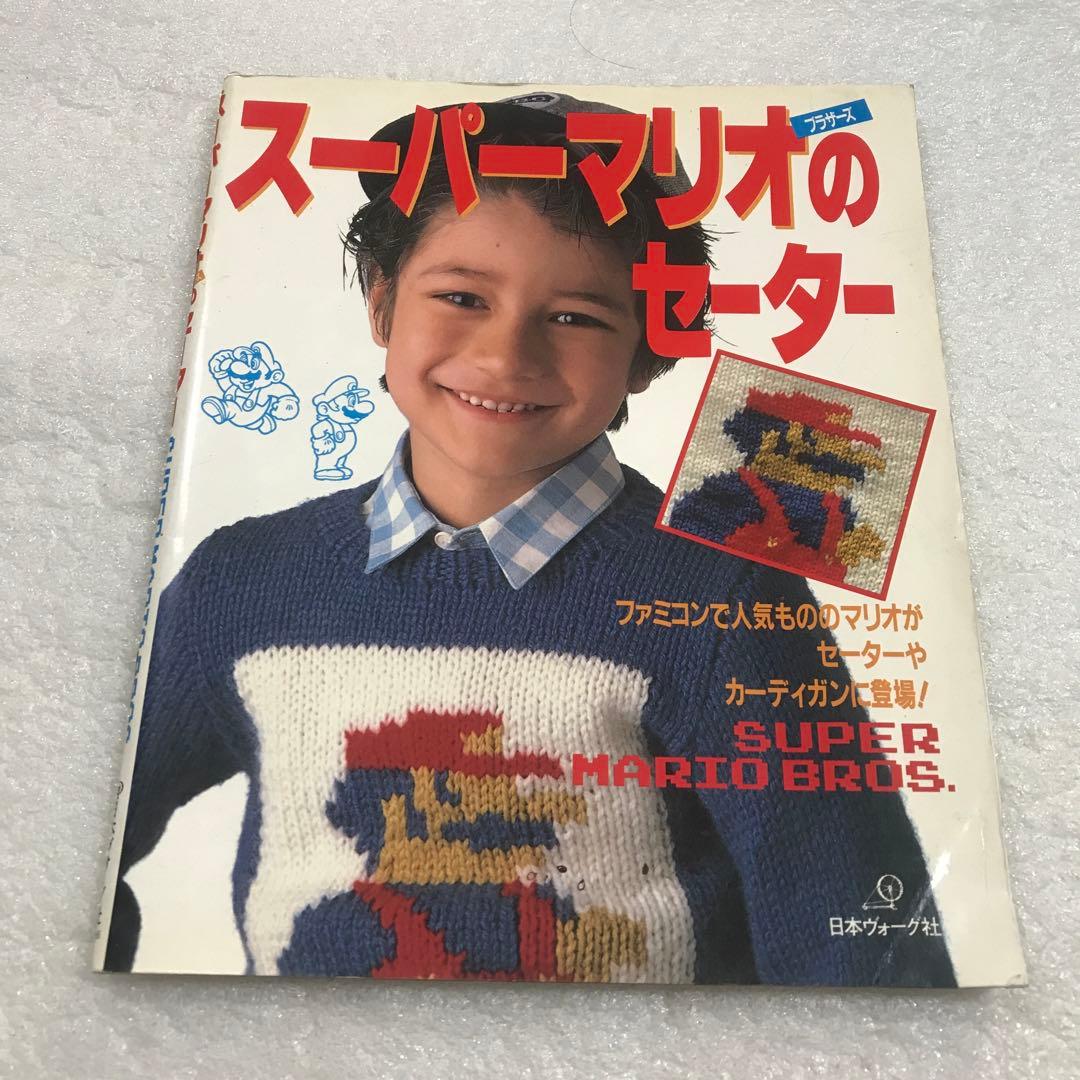 スーパーマリオの
ブラザーズ
セーター
ファミコンで人気もののマリオが
セーターや
カーディガンに登場!
SUPER
MARIO BROS.
日本ヴォーグ社